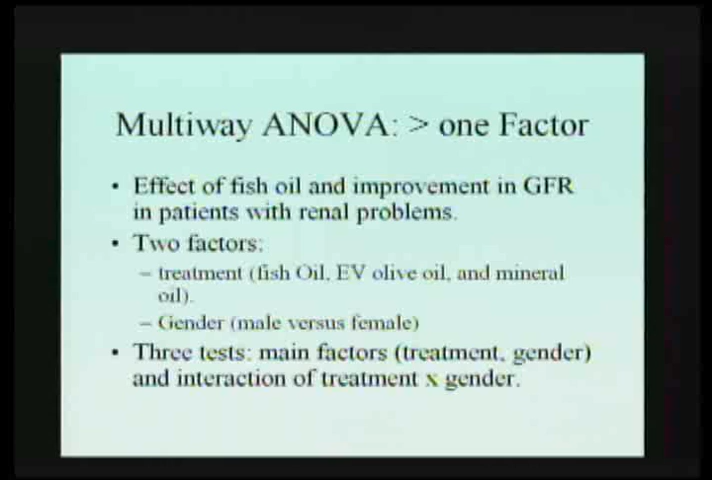 Multiway ANOVA: > one Factor
• Effect of fish oil and improvement in GFR
in patients with renal problems.
• Two factors:
– treatment (fish Oil, EV olive oil, and mineral
oil).
– Gender (male versus female)
• Three tests: main factors (treatment, gender)
and interaction of treatment x gender.